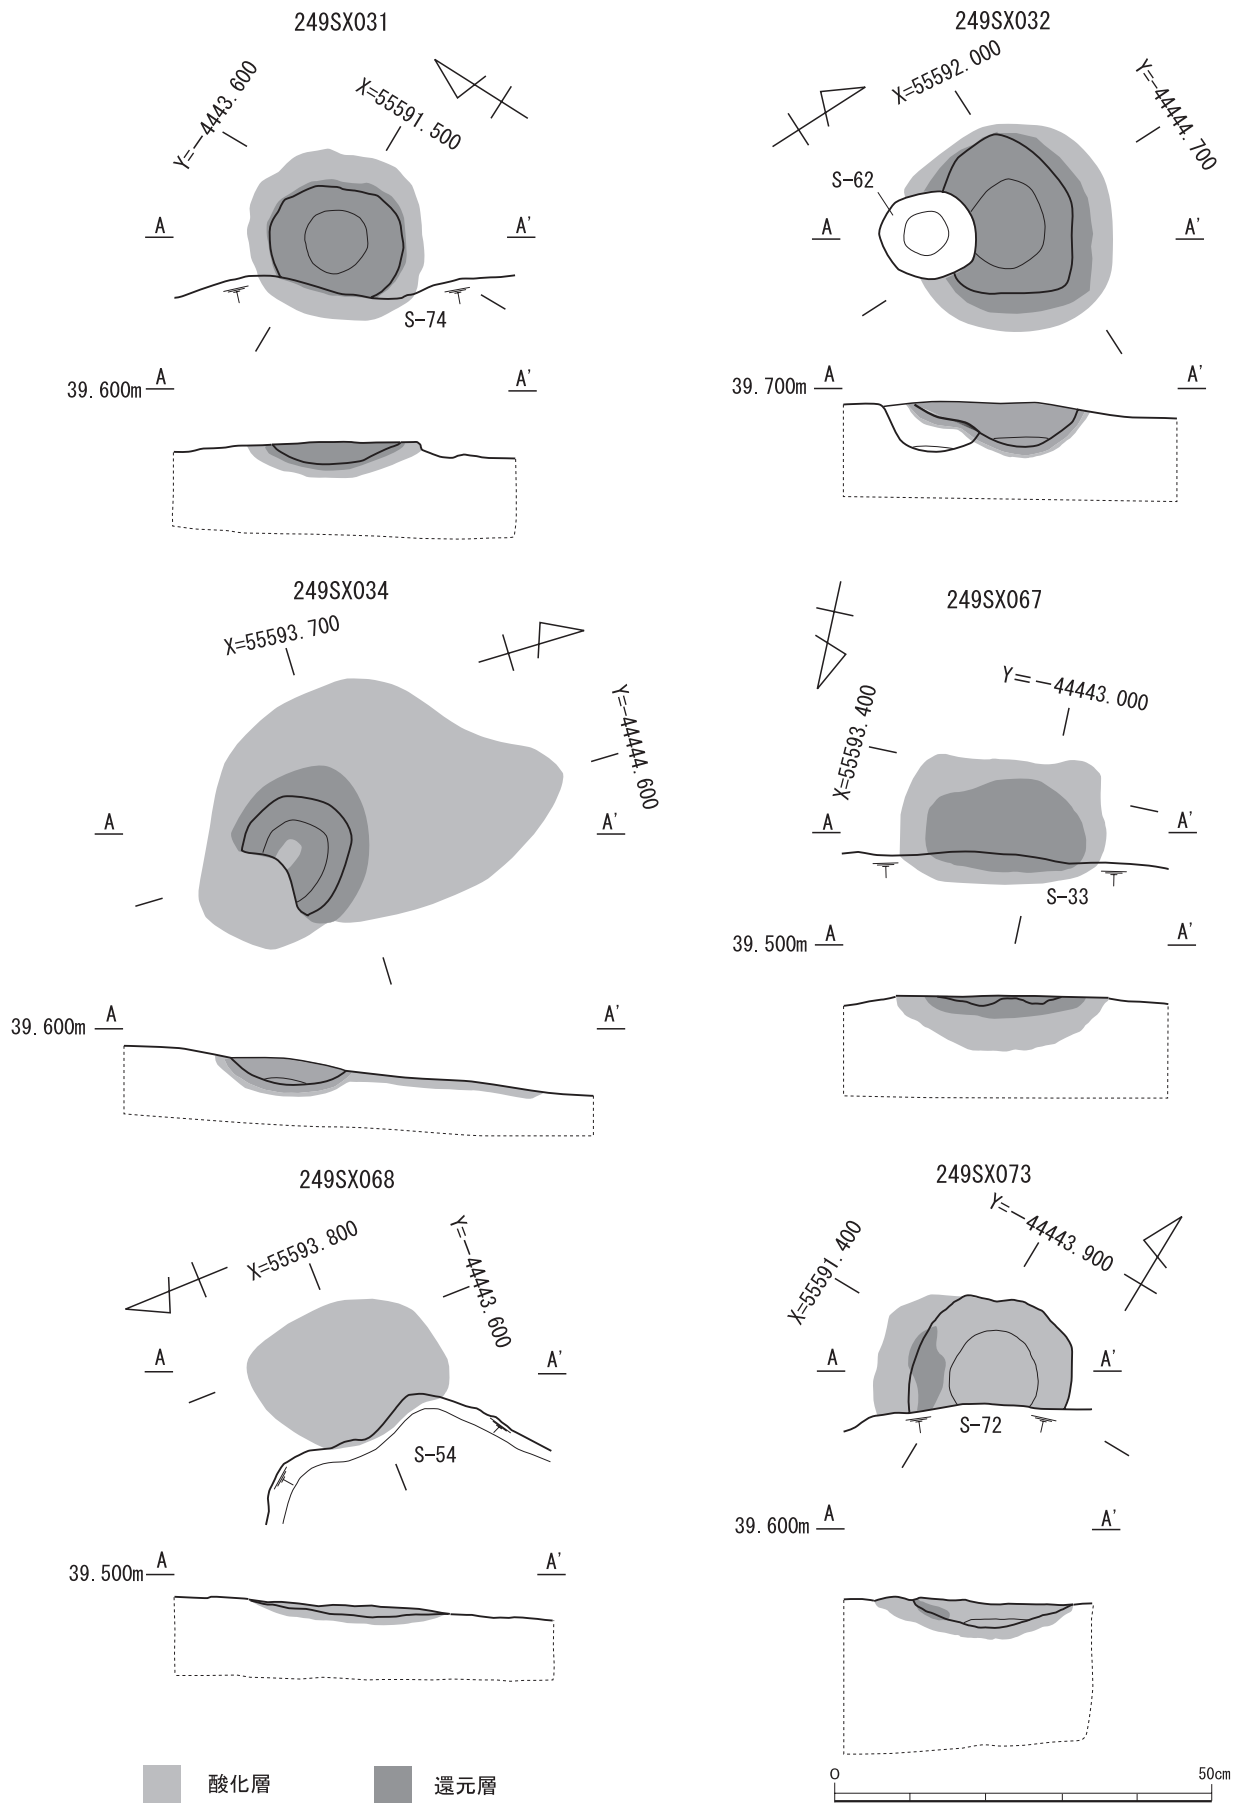 249SX031
Y=-4443.600
X=55591.500
A
A'
S-74
39.600m
A
A'
249SX032
X=55592.000
Y=-44444.700
S-62
A
A'
39.700m
A
A'
249SX034
X=55593.700
Y=-44444.600
A
A'
39.600m
A
A'
249SX067
Y=-44443.000
X=55593.400
A
A'
S-33
39.500m
A
A'
249SX068
X=55593.800
Y=-44443.600
A
A'
S-54
39.500m
A
A'
249SX073
Y=-44443.900
X=55591.400
A
A'
S-72
39.600m
A
A'
酸化層
還元層
0
50cm